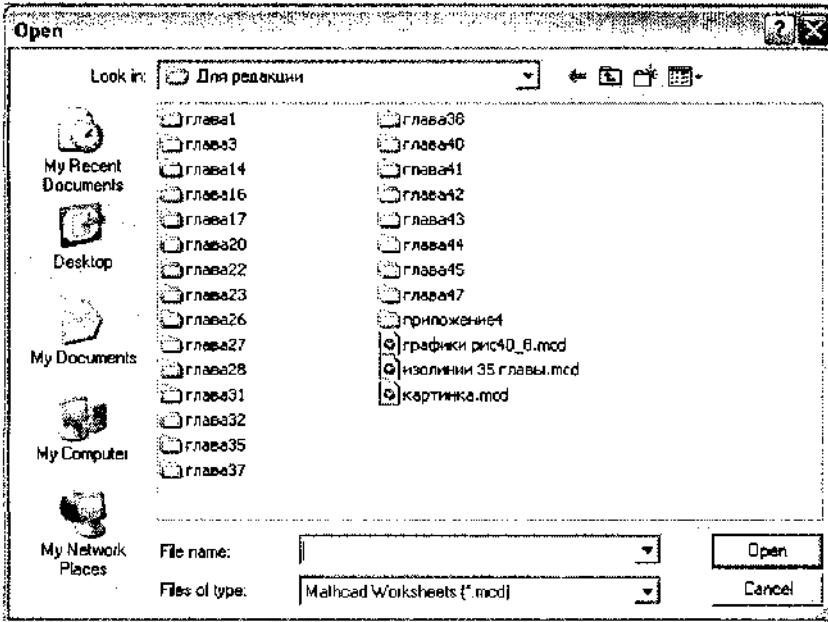 Open
Look in: Для редакции
My Recent Documents
Desktop
My Documents
My Computer
My Network Places
глава1
глава3
глава14
глава16
глава17
глава20
глава22
глава23
глава26
глава27
глава28
глава31
глава32
глава35
глава37
глава38
глава40
глава41
глава42
глава43
глава44
глава45
глава47
приложение4
графики рис40_8.mcd
изолинии 35 главы.mcd
картинка.mcd
File name:
Open
Files of type: Mathcad Worksheets (*.mcd)
Cancel